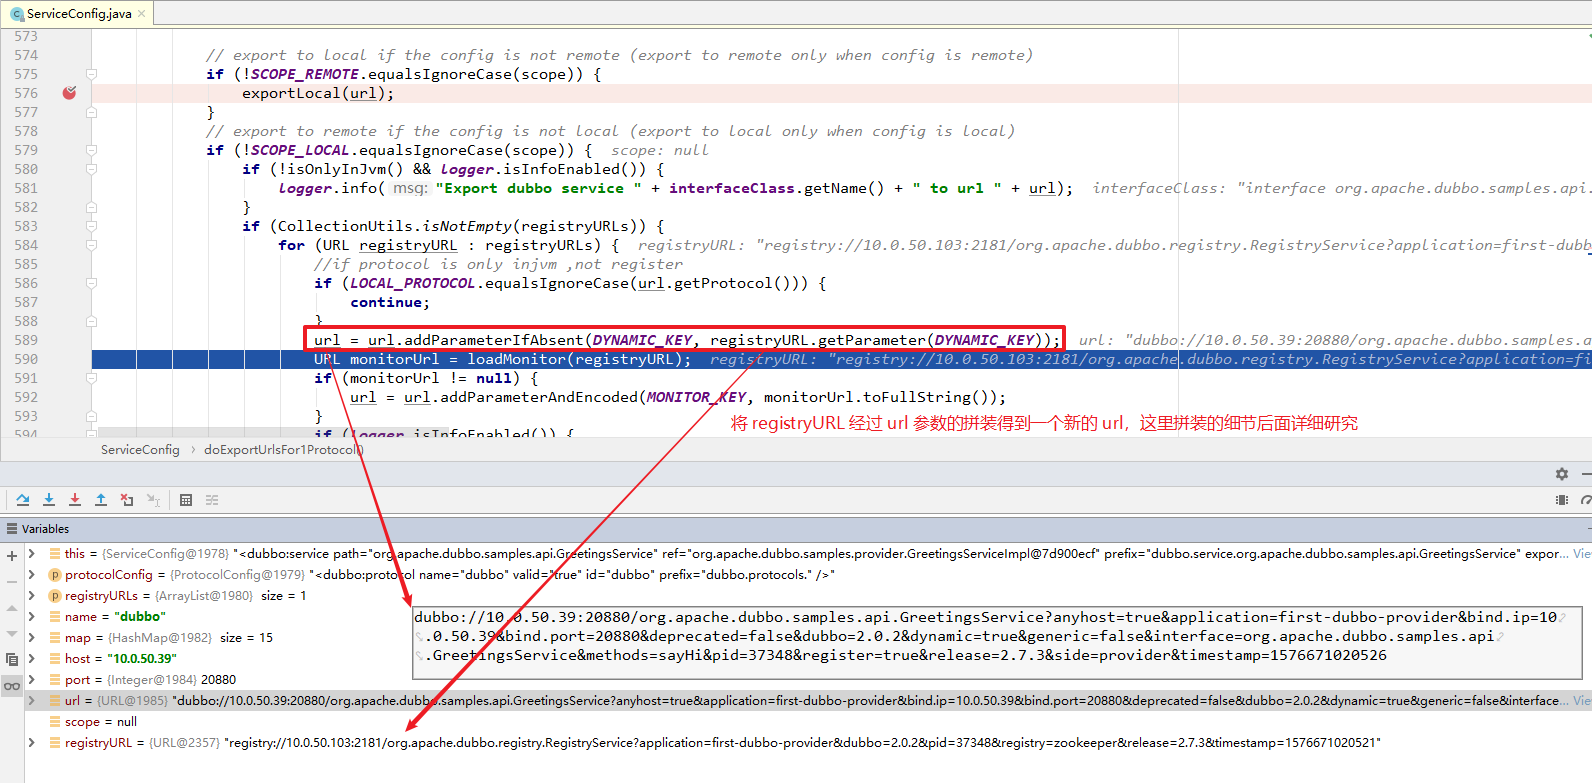 ServiceConfig.java
573
574 // export to local if the config is not remote (export to remote only when config is remote)
575 if (!SCOPE_REMOTE.equalsIgnoreCase(scope)) {
576 exportLocal(url);
577 }
578 // export to remote if the config is not local (export to local only when config is local)
579 if (!SCOPE_LOCAL.equalsIgnoreCase(scope)) { scope: null
580 if (!isOnlyInJvm() && logger.isInfoEnabled()) {
581 logger.info( msg: "Export dubbo service " + interfaceClass.getName() + " to url " + url); interfaceClass: "interface org.apache.dubbo.samples.api.
582 }
583 if (CollectionUtils.isNotEmpty(registryURLs)) {
584 for (URL registryURL : registryURLs) { registryURL: "registry://10.0.50.103:2181/org.apache.dubbo.registry.RegistryService?application=first-dubb
585 //if protocol is only injvm ,not register
586 if (LOCAL_PROTOCOL.equalsIgnoreCase(url.getProtocol())) {
587 continue;
588 }
589 url = url.addParameterIfAbsent(DYNAMIC_KEY, registryURL.getParameter(DYNAMIC_KEY)); url: "dubbo://10.0.50.39:20880/org.apache.dubbo.samples.a
590 URL monitorUrl = loadMonitor(registryURL); registryURL: "registry://10.0.50.103:2181/org.apache.dubbo.registry.RegistryService?application=fi
591 if (monitorUrl != null) {
592 url = url.addParameterAndEncoded(MONITOR_KEY, monitorUrl.toFullString());
593 }
594 if (logger.isInfoEnabled()) {
将 registryURL 经过 url 参数的拼装得到一个新的 url，这里拼装的细节后面详细研究
ServiceConfig › doExportUrlsFor1Protocol()
Variables
this = {ServiceConfig@1978} "<dubbo:service path="org.apache.dubbo.samples.api.GreetingsService" ref="org.apache.dubbo.samples.provider.GreetingsServiceImpl@7d900ecf" prefix="dubbo.service.org.apache.dubbo.samples.api.GreetingsService" expor... Vie
protocolConfig = {ProtocolConfig@1979} "<dubbo:protocol name="dubbo" valid="true" id="dubbo" prefix="dubbo.protocols." />"
registryURLs = {ArrayList@1980} size = 1
name = "dubbo"
map = {HashMap@1982} size = 15
host = "10.0.50.39"
port = {Integer@1984} 20880
url = {URL@1985} "dubbo://10.0.50.39:20880/org.apache.dubbo.samples.api.GreetingsService?anyhost=true&application=first-dubbo-provider&bind.ip=10.0.50.39&bind.port=20880&deprecated=false&dubbo=2.0.2&dynamic=true&generic=false&interface... Vie
scope = null
registryURL = {URL@2357} "registry://10.0.50.103:2181/org.apache.dubbo.registry.RegistryService?application=first-dubbo-provider&dubbo=2.0.2&pid=37348&registry=zookeeper&release=2.7.3&timestamp=1576671020521"
dubbo://10.0.50.39:20880/org.apache.dubbo.samples.api.GreetingsService?anyhost=true&application=first-dubbo-provider&bind.ip=10
.0.50.39&bind.port=20880&deprecated=false&dubbo=2.0.2&dynamic=true&generic=false&interface=org.apache.dubbo.samples.api
.GreetingsService&methods=sayHi&pid=37348&register=true&release=2.7.3&side=provider&timestamp=1576671020526